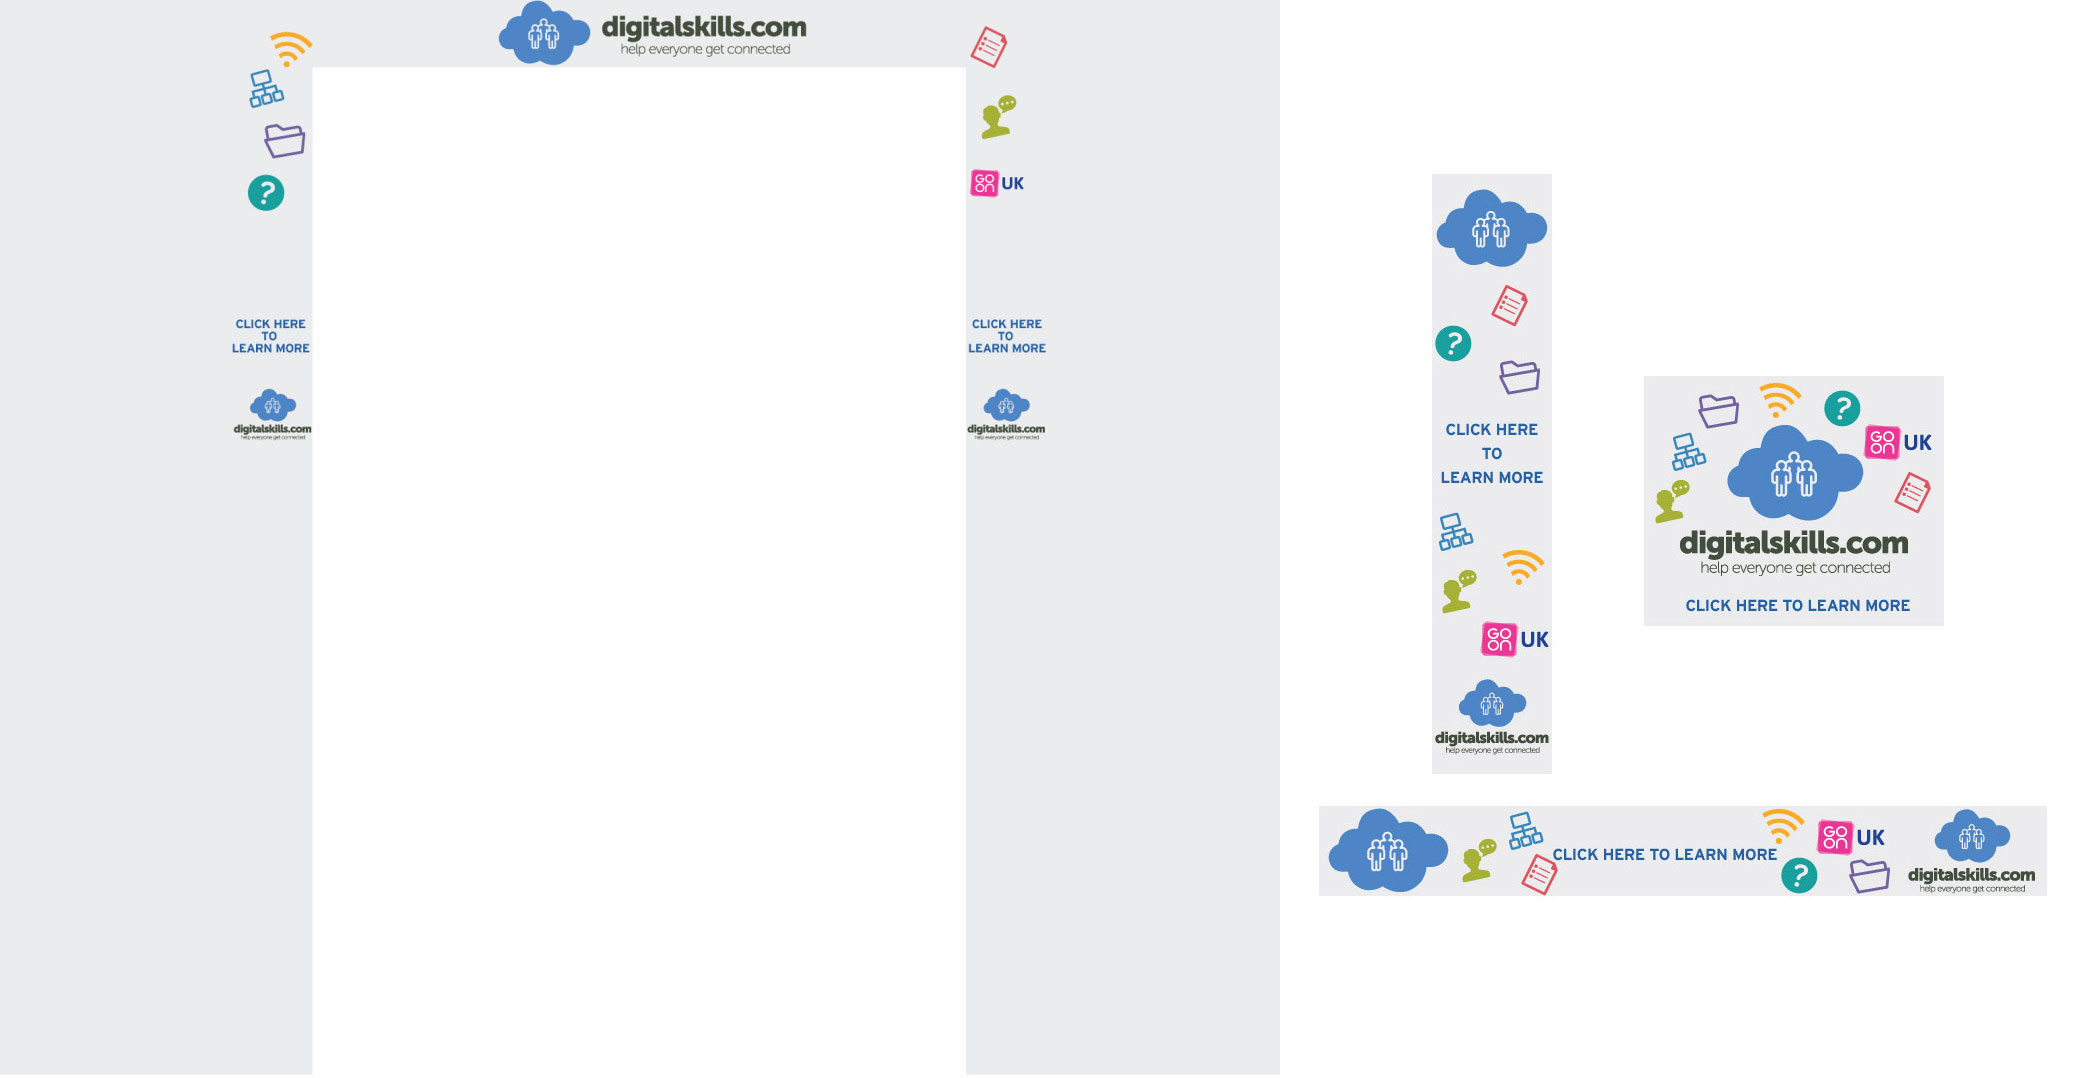 digitalskills.com
help everyone get connected
?
GO
ON UK
CLICK HERE
TO
LEARN MORE
digitalskills.com
help everyone get connected
CLICK HERE
TO
LEARN MORE
digitalskills.com
help everyone get connected
?
CLICK HERE
TO
LEARN MORE
GO
ON UK
digitalskills.com
help everyone get connected
?
GO
ON UK
digitalskills.com
help everyone get connected
CLICK HERE TO LEARN MORE
CLICK HERE TO LEARN MORE
GO
ON UK
?
digitalskills.com
help everyone get connected